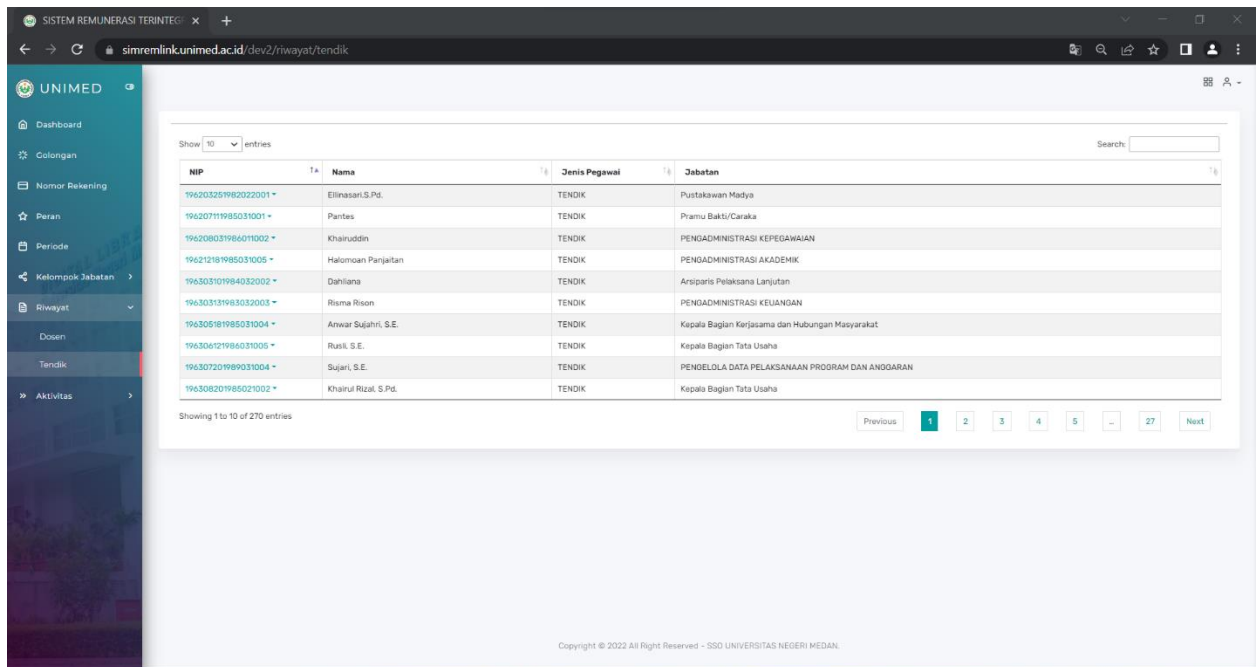 SISTEM REMUNERASI TERINTEG
simremlink.unimed.ac.id/dev2/riwayat/tendik
UNIMED
Dashboard
Golongan
Nomor Rekening
Peran
Periode
Kelompok Jabatan
Riwayat
Dosen
Tendik
Aktivitas
Show 10 entries
Search:
NIP Nama Jenis Pegawai Jabatan
196203251982022001 Ellinasari.S.Pd. TENDIK Pustakawan Madya
196207111985031001 Pantes TENDIK Pramu Bakti/Caraka
196208031986011002 Khairuddin TENDIK PENGADMINISTRASI KEPEGAWAIAN
196212181985031005 Halomoan Panjaitan TENDIK PENGADMINISTRASI AKADEMIK
196303101984032002 Dahliana TENDIK Arsiparis Pelaksana Lanjutan
196303131983032003 Risma Rison TENDIK PENGADMINISTRASI KEUANGAN
196305181985031004 Anwar Sujahri, S.E. TENDIK Kepala Bagian Kerjasama dan Hubungan Masyarakat
196306121986031005 Rusli. S.E. TENDIK Kepala Bagian Tata Usaha
196307201989031004 Sujari, S.E. TENDIK PENGELOLA DATA PELAKSANAAN PROGRAM DAN ANGGARAN
196308201985021002 Khairul Rizal. S.Pd. TENDIK Kepala Bagian Tata Usaha
Showing 1 to 10 of 270 entries
Previous 1 2 3 4 5 … 27 Next
Copyright © 2022 All Right Reserved - SSO UNIVERSITAS NEGERI MEDAN.